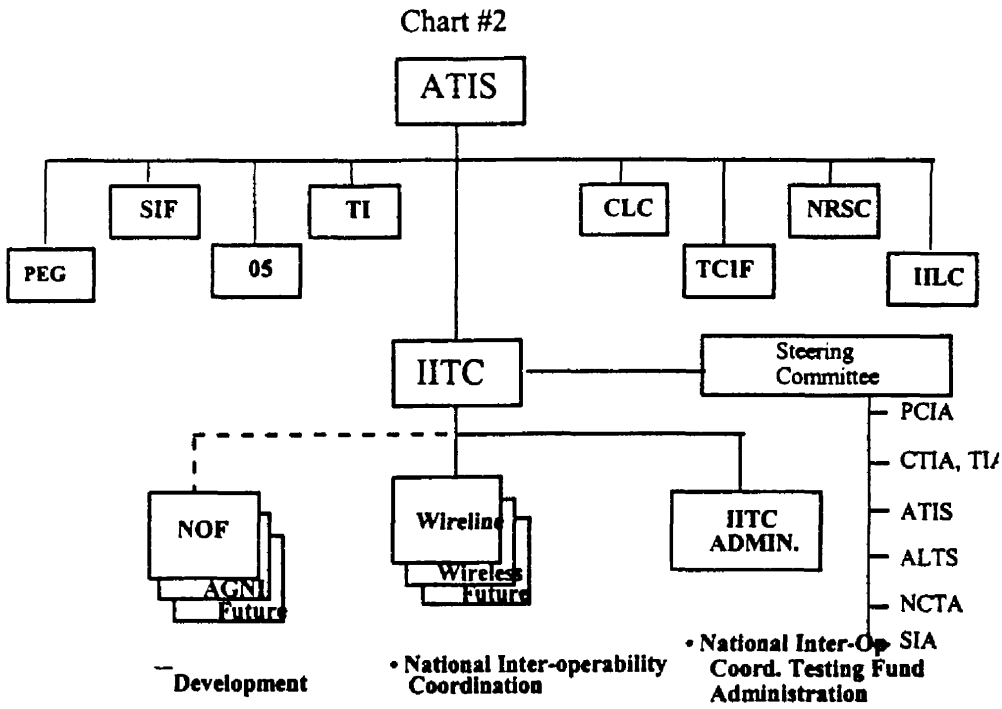 Chart #2
ATIS
SIF
TI
CLC
NRSC
PEG
05
TCIF
IILC
IITC
Steering
Committee
PCIA
CTIA, TIA
ATIS
ALTS
NCTA
SIA
NOF
AGNI
Future
Wireline
Wireless
Future
IITC
ADMIN.
Development
• National Inter-operability
Coordination
• National Inter-Op
Coord. Testing Fund
Administration